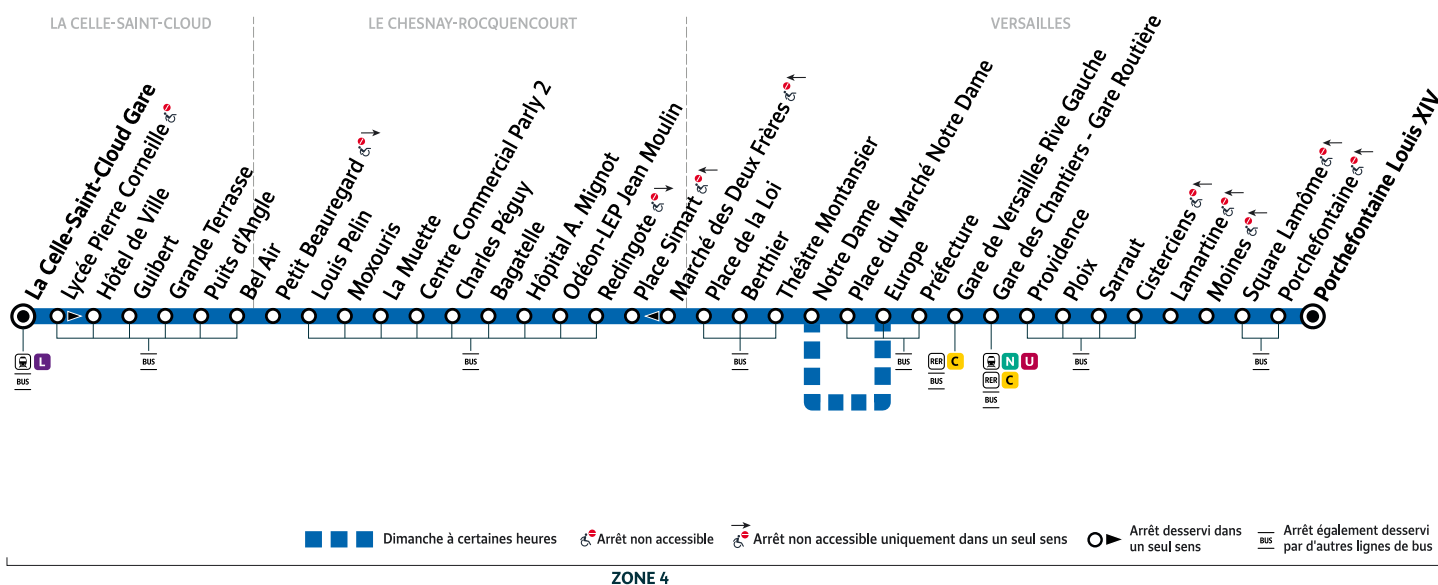 LA CELLE-SAINT-CLOUD
LE CHESNAY-ROCQUENCOURT
VERSAILLES
La Celle-Saint-Cloud Gare
Lycée Pierre Corneille
Hôtel de Ville
Guibert
Grande Terrasse
Puits d'Angle
Bel Air
Petit Beauregard
Louis Pelin
Moxouris
La Muette
Centre Commercial Parly 2
Charles Péguy
Bagatelle
Hôpital A. Mignot
Odéon-LEP Jean Moulin
Redingote
Place Simart
Marché des Deux Frères
Place de la Loi
Berthier
Théâtre Montansier
Notre Dame
Place du Marché Notre Dame
Europe
Préfecture
Gare de Versailles Rive Gauche
Gare des Chantiers - Gare Routière
Providence
Ploix
Sarraut
Cisterciens
Lamartine
Moines
Square Lamôme
Porchefontaine
Porchefontaine Louis XIV
L
BUS
BUS
BUS
BUS
BUS
RER C
BUS
N U
RER C
BUS
BUS
BUS
Dimanche à certaines heures
Arrêt non accessible
Arrêt non accessible uniquement dans un seul sens
Arrêt desservi dans
un seul sens
BUS
Arrêt également desservi
par d'autres lignes de bus
ZONE 4